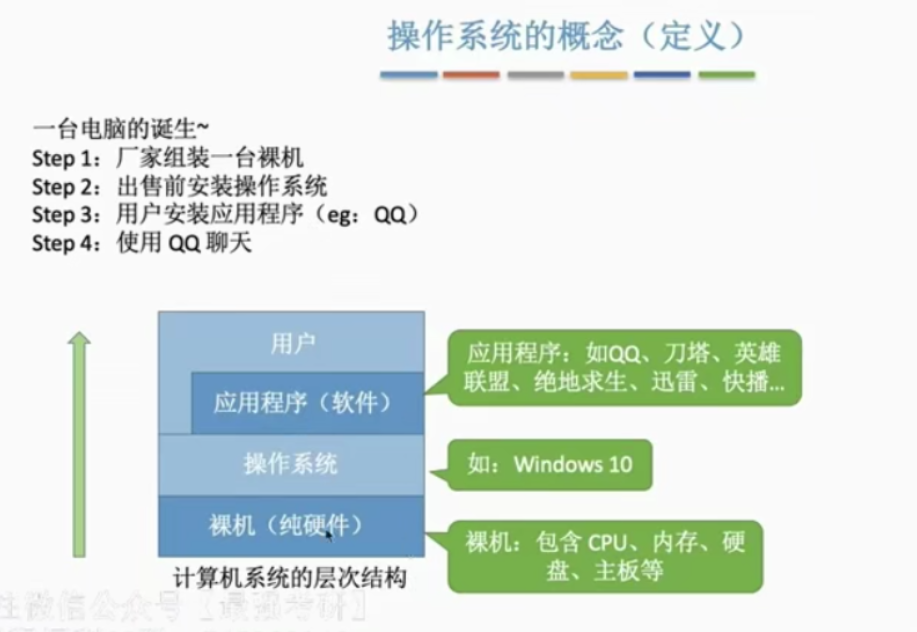 操作系统的概念（定义）
一台电脑的诞生~
Step 1：厂家组装一台裸机
Step 2：出售前安装操作系统
Step 3：用户安装应用程序（eg：QQ）
Step 4：使用 QQ 聊天
用户
应用程序（软件）
操作系统
裸机（纯硬件）
计算机系统的层次结构
应用程序：如QQ、刀塔、英雄
联盟、绝地求生、迅雷、快播...
如：Windows 10
裸机：包含 CPU、内存、硬
盘、主板等
微信公众号【最强考研】